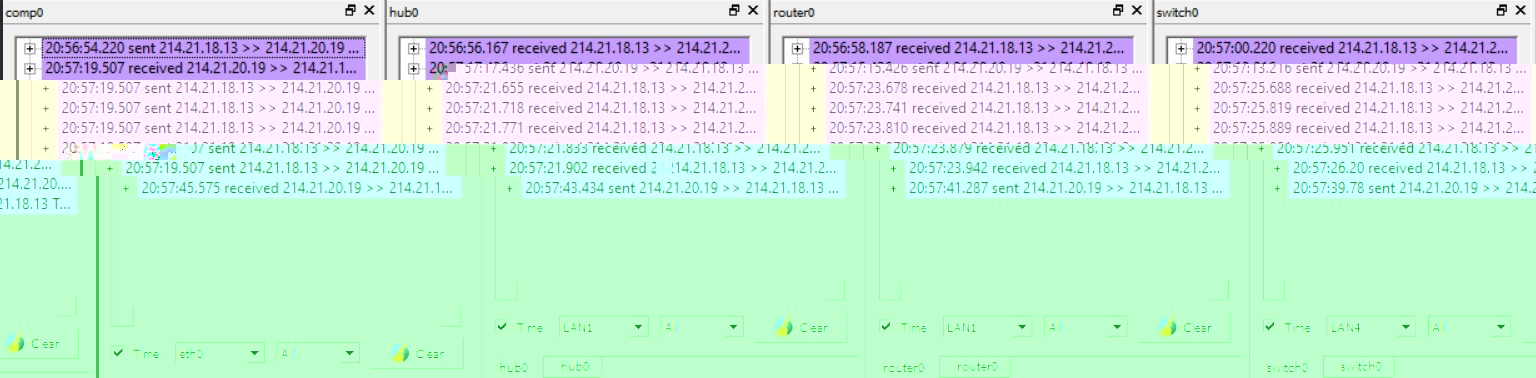 comp0 hub0 router0 switch0
20:56:54.220 sent 214.21.18.13 >> 214.21.20.19 ... 20:56:56.167 received 214.21.18.13 >> 214.21.2... 20:56:58.187 received 214.21.18.13 >> 214.21.2... 20:57:00.220 received 214.21.18.13 >> 214.21.2...
20:57:19.507 received 214.21.20.19 >> 214.21.1... 57:17.436 sent 214.21.20.19 >> 214.21.18.13 ... 20:57:15.426 sent 214.21.20.19 >> 214.21.18.13 ... 20:57:13.216 sent 214.21.20.19 >> 214.21.18.13 ...
20:57:19.507 sent 214.21.18.13 >> 214.21.20.19 ... 20:57:21.655 received 214.21.18.13 >> 214.21.2... 20:57:23.678 received 214.21.18.13 >> 214.21.2... 20:57:25.688 received 214.21.18.13 >> 214.21.2...
20:57:19.507 sent 214.21.18.13 >> 214.21.20.19 ... 20:57:21.718 received 214.21.18.13 >> 214.21.2... 20:57:23.741 received 214.21.18.13 >> 214.21.2... 20:57:25.819 received 214.21.18.13 >> 214.21.2...
20:57:19.507 sent 214.21.18.13 >> 214.21.20.19 ... 20:57:21.771 received 214.21.18.13 >> 214.21.2... 20:57:23.810 received 214.21.18.13 >> 214.21.2... 20:57:25.889 received 214.21.18.13 >> 214.21.2...
sent 214.21.18.13 >> 214.21.20.19 ... 20:57:21.833 received 214.21.18.13 >> 214.21.2... 20:57:23.879 received 214.21.18.13 >> 214.21.2... 20:57:25.951 received 214.21.18.13 >> 214.21.2...
20:57:19.507 sent 214.21.18.13 >> 214.21.20.19 ... 20:57:21.902 received 14.21.18.13 >> 214.21.2... 20:57:23.942 received 214.21.18.13 >> 214.21.2... 20:57:26.20 received 214.21.18.13 >>
214.21.20.... 20:57:45.575 received 214.21.20.19 >> 214.21.1... 20:57:43.434 sent 214.21.20.19 >> 214.21.18.13 ... 20:57:41.287 sent 214.21.20.19 >> 214.21.18.13 ... 20:57:39.78 sent 214.21.20.19 >>
1.18.13 T...
Time LAN1 Clear Time LAN1 Clear Time LAN4
Clear Time eth0 Clear
hub0 hub0 router0 router0 switch0 switch0